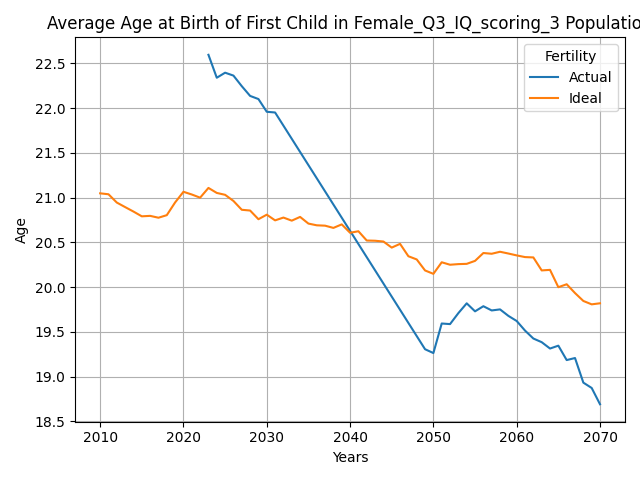 Average Age at Birth of First Child in Female_Q3_IQ_scoring_3 Populatio
Fertility
Actual
Ideal
22.5
22.0
21.5
21.0
20.5
20.0
19.5
19.0
18.5
Age
2010 2020 2030 2040 2050 2060 2070
Years